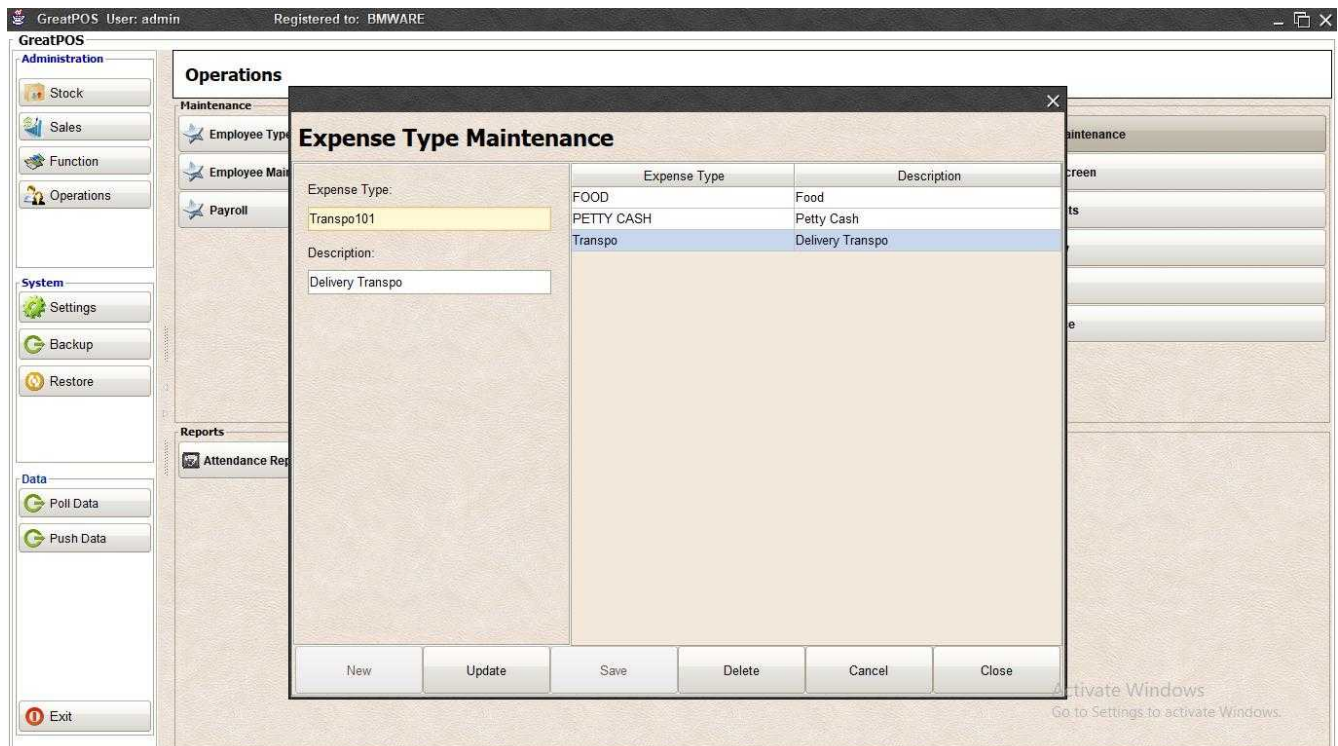 GreatPOS User: admin Registered to: BMWARE
GreatPOS
Administration
Stock
Sales
Function
Operations
System
Settings
Backup
Restore
Data
Poll Data
Push Data
Exit
Operations
Maintenance
Employee Type
Employee Mai
Payroll
Reports
Attendance Rep
Expense Type Maintenance
Expense Type:
Transpo101
Description:
Delivery Transpo
Expense Type Description
FOOD Food
PETTY CASH Petty Cash
Transpo Delivery Transpo
New Update Save Delete Cancel Close
aintenance
creen
ts
e
Activate Windows
Go to Settings to activate Windows.